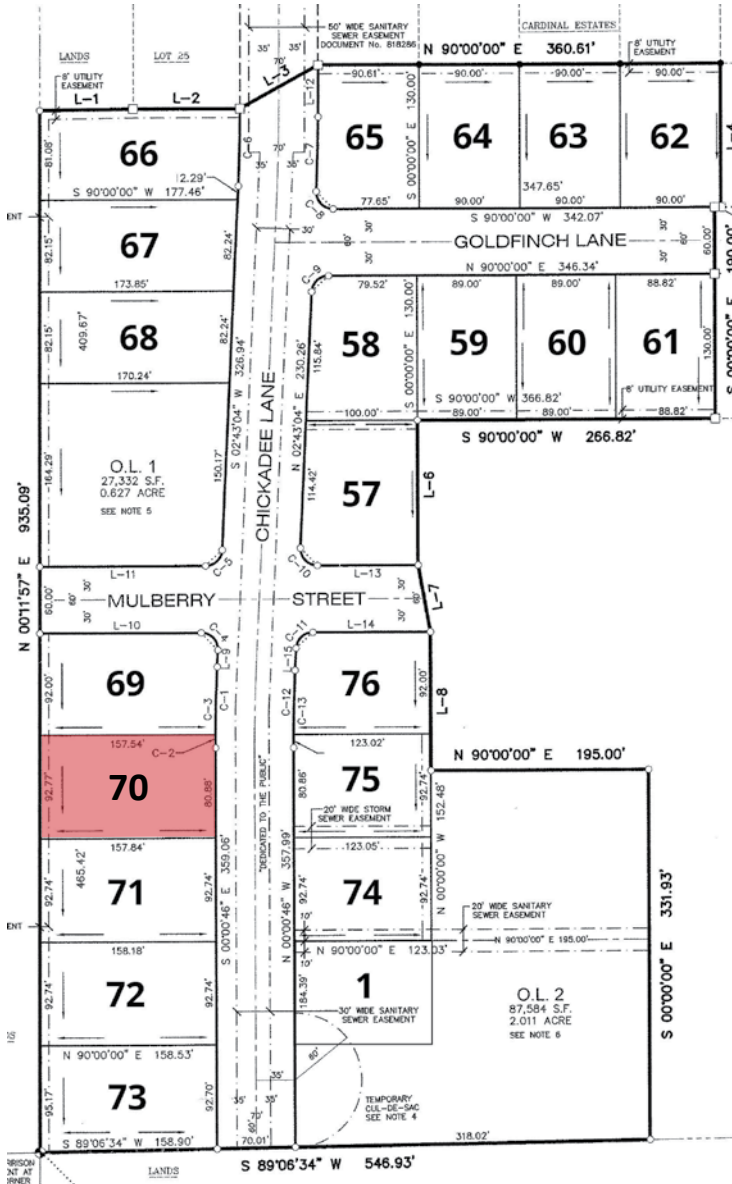 CARDINAL ESTATES
50' WIDE SANITARY
SEWER EASEMENT
DOCUMENT No. 818286
N 90°00'00" E 360.61'
8' UTILITY
EASEMENT
LANDS
LOT 25
8' UTILITY
EASEMENT
L-1
L-2
L-3
35'
35'
70'
L-12
90.61'
90.00'
90.00'
90.00'
L-4
81.08'
66
S 90°00'00" W 177.46'
2.29'
C-6
C-7
70'
35'
35'
65
S 00°00'00" E 130.00'
64
63
62
347.65'
77.65'
90.00'
90.00'
90.00'
C-8
S 90°00'00" W 342.07'
30'
30'
60'
30'
GOLDFINCH LANE
30'
60'
30'
60.00'
190.00'
N 90°00'00" E 346.34'
82.15'
67
82.24'
173.85'
C-9
79.52'
89.00'
89.00'
88.82'
82.15'
409.67'
68
82.24'
170.24'
S 02°43'04" W 326.94'
CHICKADEE LANE
N 02°43'04" E 230.26'
115.84'
58
S 00°00'00" E 130.00'
59
60
61
130.00'
S 90°00'00" W 366.82'
8' UTILITY EASEMENT
100.00'
89.00'
89.00'
88.82'
S 90°00'00" W 266.82'
164.29'
O.L. 1
27,332 S.F.
0.627 ACRE
SEE NOTE 5
150.17'
114.42'
57
L-6
N 00°11'57" E 935.09'
C-5
L-11
C-10
L-13
60.00'
30'
60'
30'
MULBERRY STREET
30'
60'
30'
L-7
L-10
C-4
L-9
C-11
L-14
L-15
92.00'
69
C-3
C-1
C-12
C-13
76
92.00'
L-8
157.54'
C-2
123.02'
N 90°00'00" E 195.00'
92.77'
70
80.88'
"DEDICATED TO THE PUBLIC"
80.86'
75
92.74'
N 00°00'00" W 152.48'
20' WIDE STORM
SEWER EASEMENT
157.84'
123.05'
92.74'
465.42'
71
92.74'
S 00°00'46" E 359.06'
N 00°00'46" W 357.99'
92.74'
74
92.74'
331.93'
20' WIDE SANITARY
SEWER EASEMENT
10'
N 90°00'00" E 195.00'
158.18'
N 90°00'00" E 123.03'
10'
92.74'
72
92.74'
184.39'
1
30' WIDE SANITARY
SEWER EASEMENT
O.L. 2
87,584 S.F.
2.011 ACRE
SEE NOTE 6
S 00°00'00" E
N 90°00'00" E 158.53'
60'
35'
95.17'
73
92.70'
35'
35'
70'
60'
TEMPORARY
CUL-DE-SAC
SEE NOTE 4
S 89°06'34" W 158.90'
70.01'
318.02'
S 89°06'34" W 546.93'
LANDS